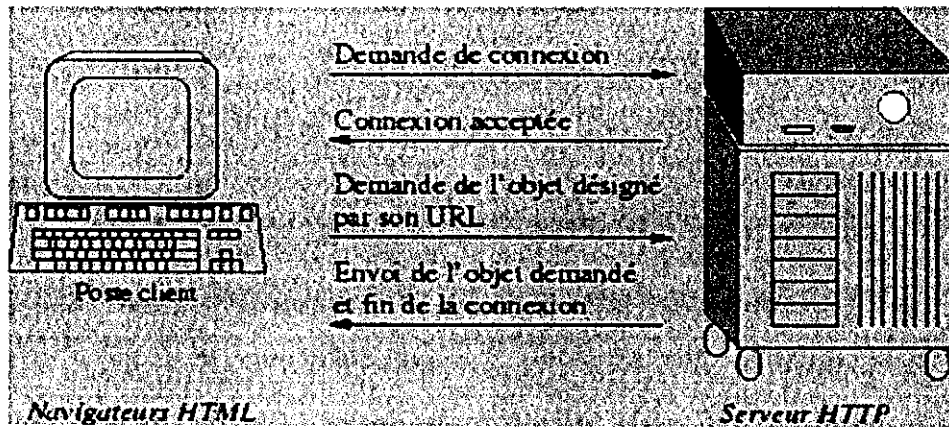 Demande de connexion
Connexion acceptée
Demande de l'objet désigné
par son URL
Envoi de l'objet demandé
et fin de la connexion
Poste client
Navigateurs HTML
Serveur HTTP